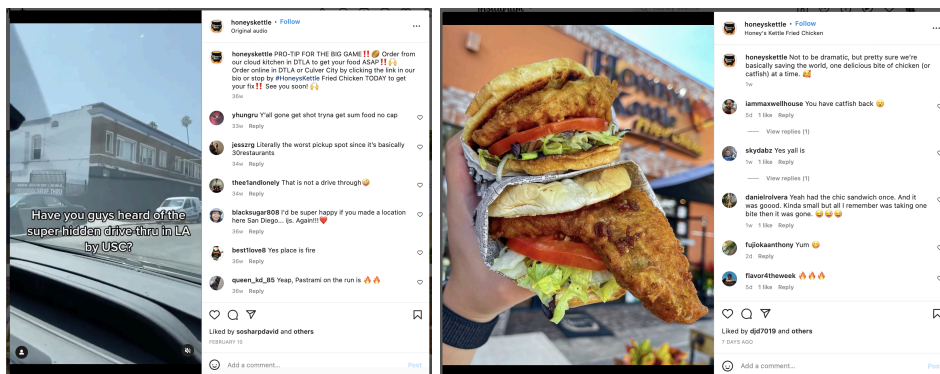 honeykettle • Follow
Original audio
honeykettle PRO-TIP FOR THE BIG GAME‼️🏈 Order from
our cloud kitchen in DTLA to get your food ASAP‼️🙌
Order online in DTLA or Culver City by clicking the link in our
bio or stop by #HoneysKettle Fried Chicken TODAY to get
your fix‼️ See you soon! 🙌
36w
yhungru Y'all gone get shot tryna get sum food no cap
33w Reply
jesszrg Literally the worst pickup spot since it's basically
30restaurants
34w Reply
thee1andlonely That is not a drive through😜
34w Reply
blacksugar808 I'd be super happy if you made a location
here San Diego... ijs. Again!!!❤️
36w Reply
best1love8 Yes place is fire
36w Reply
queen_kd_85 Yeap, Pastrami on the run is 🔥🔥
36w Reply
Liked by sosharpdavid and others
FEBRUARY 10
Add a comment...
Post
Have you guys heard of the
super hidden drive-thru in LA
by USC?
honeyskettle • Follow
Honey's Kettle Fried Chicken
honeyskettle Not to be dramatic, but pretty sure we're
basically saving the world, one delicious bite of chicken (or
catfish) at a time. 🥰
1w
iammaxwellhouse You have catfish back 😮
5d 1 like Reply
View replies (1)
skydabz Yes yall is
1w 1 like Reply
View replies (1)
danielrolvera Yeah had the chic sandwich once. And it
was goood. Kinda small but all I remember was taking one
bite then it was gone. 😄😄😄
1w 1 like Reply
fujiokaanthony Yum 😋
2d Reply
flavor4theweek 🔥🔥🔥
5d 1 like Reply
Liked by djd7019 and others
7 DAYS AGO
Add a comment...
Post
Honey's
Kettle